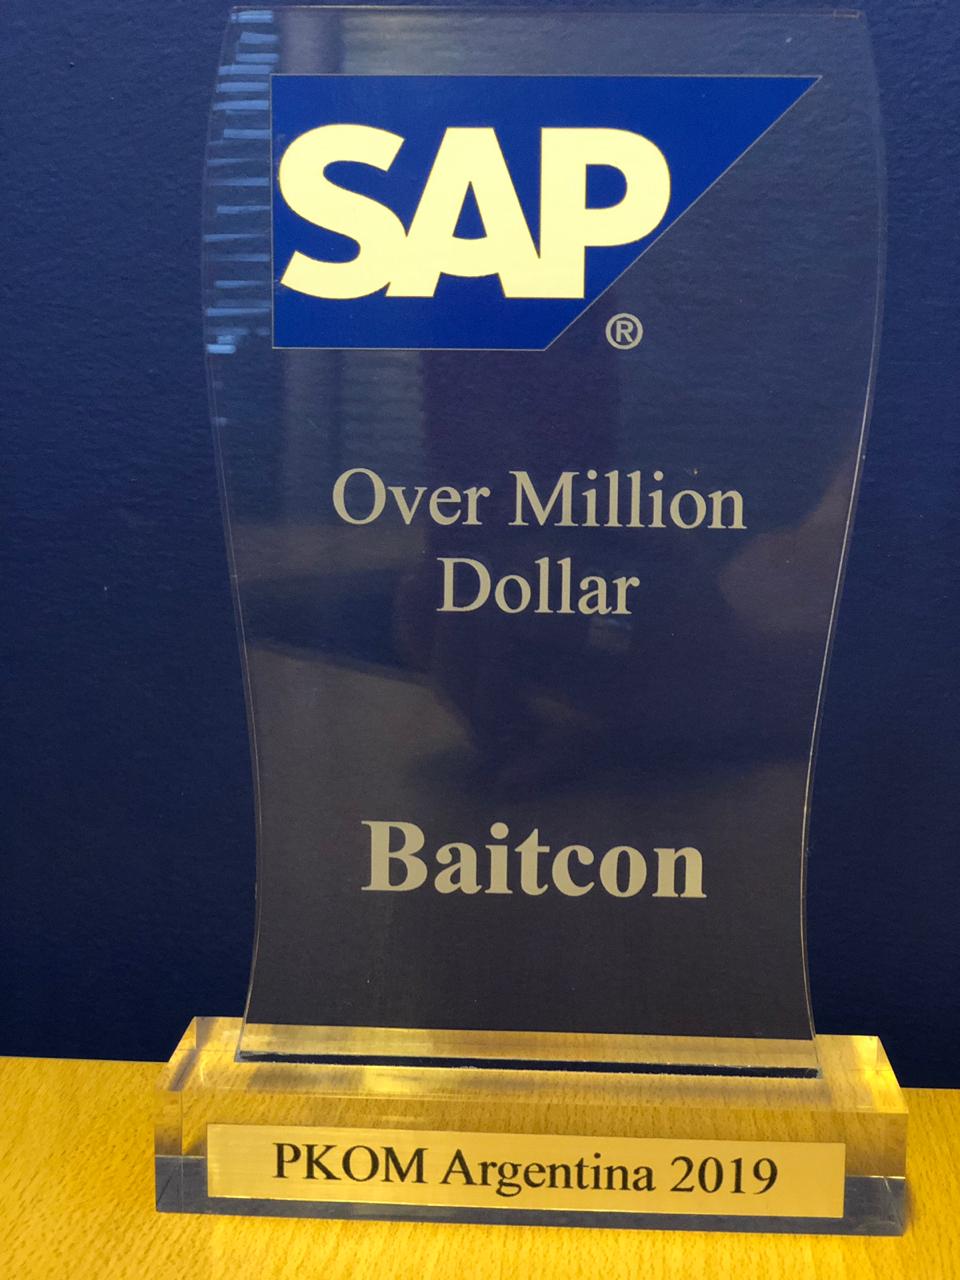 SAP
®
Over Million
Dollar
Baitcon
PKOM Argentina 2019